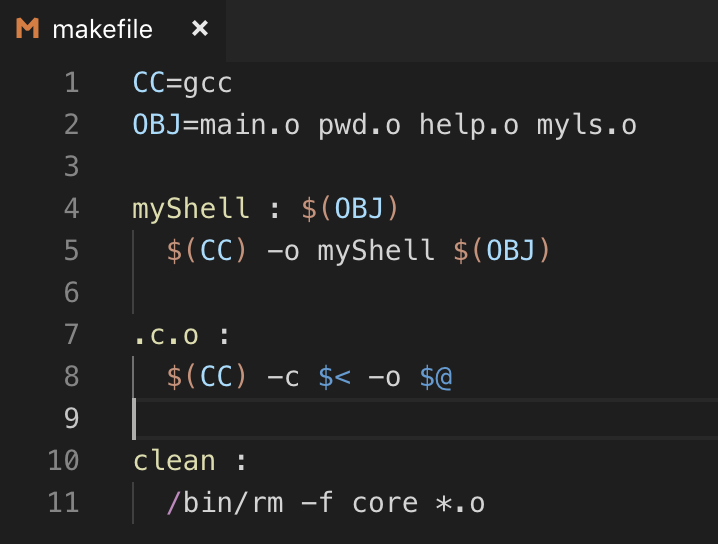 M makefile ×
1 CC=gcc
2 OBJ=main.o pwd.o help.o myls.o
3
4 myShell : $(OBJ)
5   $(CC) -o myShell $(OBJ)
6
7 .c.o :
8   $(CC) -c $< -o $@
9
10 clean :
11   /bin/rm -f core *.o